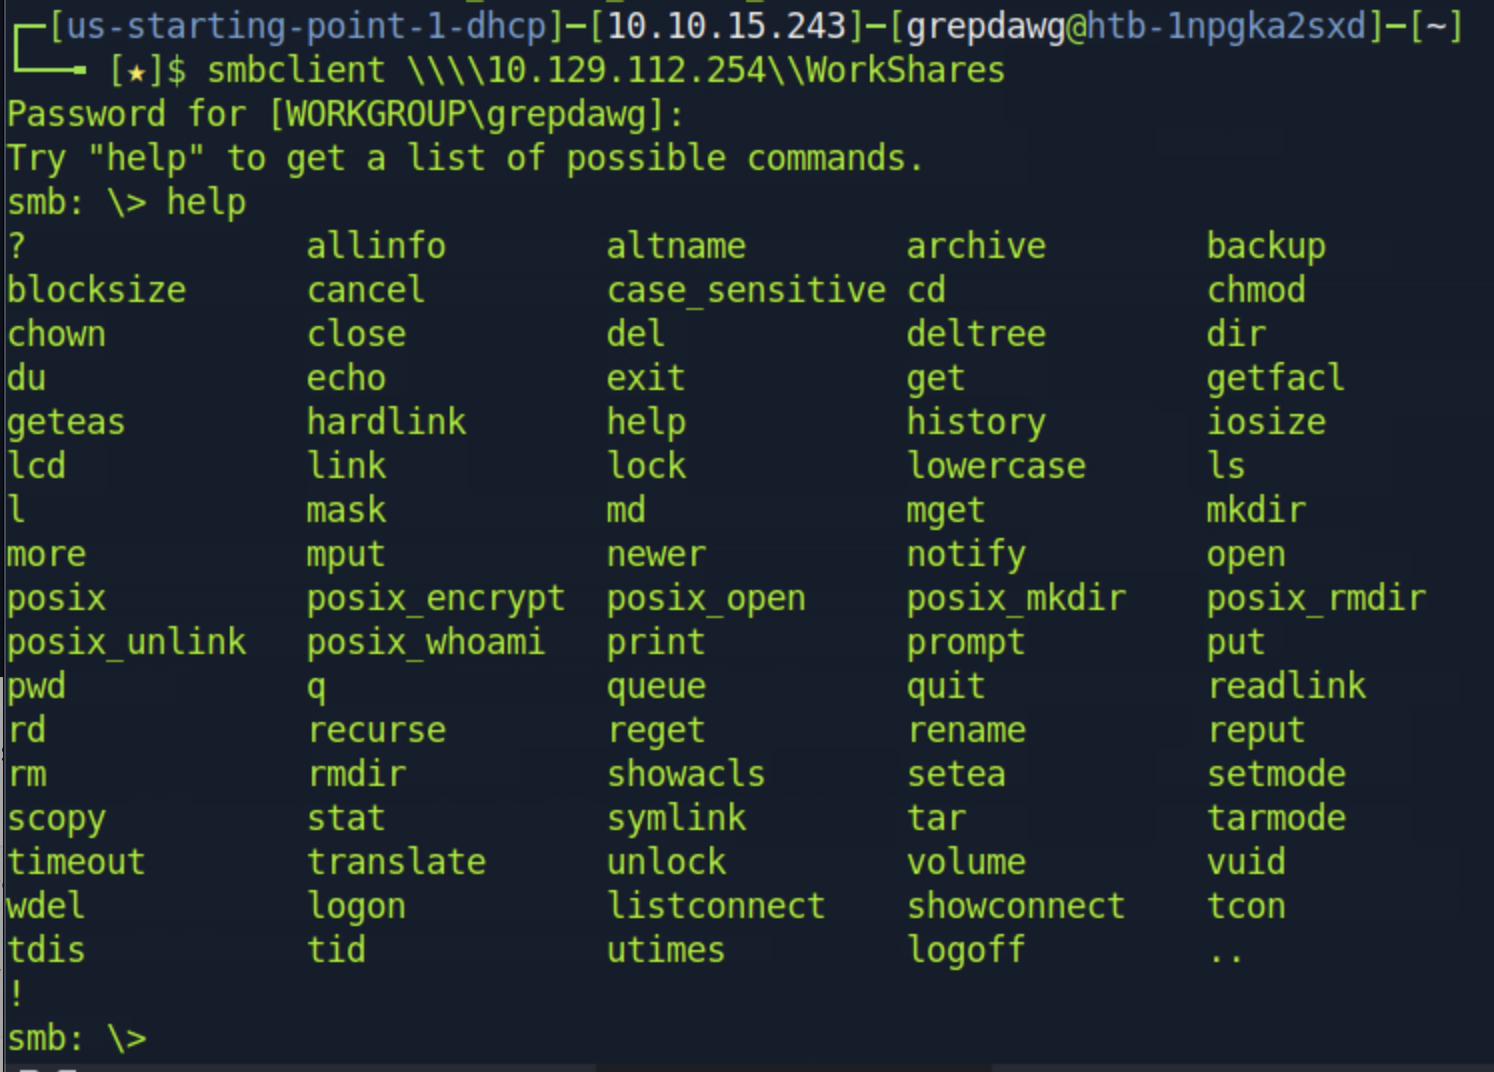 [us-starting-point-1-dhcp]-[10.10.15.243]-[grepdawg@htb-1npgka2sxd]-[~]
[★]$ smbclient \\\\10.129.112.254\\WorkShares
Password for [WORKGROUP\grepdawg]:
Try "help" to get a list of possible commands.
smb: \> help
? allinfo altname archive backup
blocksize cancel case_sensitive cd chmod
chown close del deltree dir
du echo exit get getfacl
geteas hardlink help history iosize
lcd link lock lowercase ls
l mask md mget mkdir
more mput newer notify open
posix posix_encrypt posix_open posix_mkdir posix_rmdir
posix_unlink posix_whoami print prompt put
pwd q queue quit readlink
rd recurse reget rename reput
rm rmdir showacls setea setmode
scopy stat symlink tar tarmode
timeout translate unlock volume vuid
wdel logon listconnect showconnect tcon
tdis tid utimes logoff ..
!
smb: \>